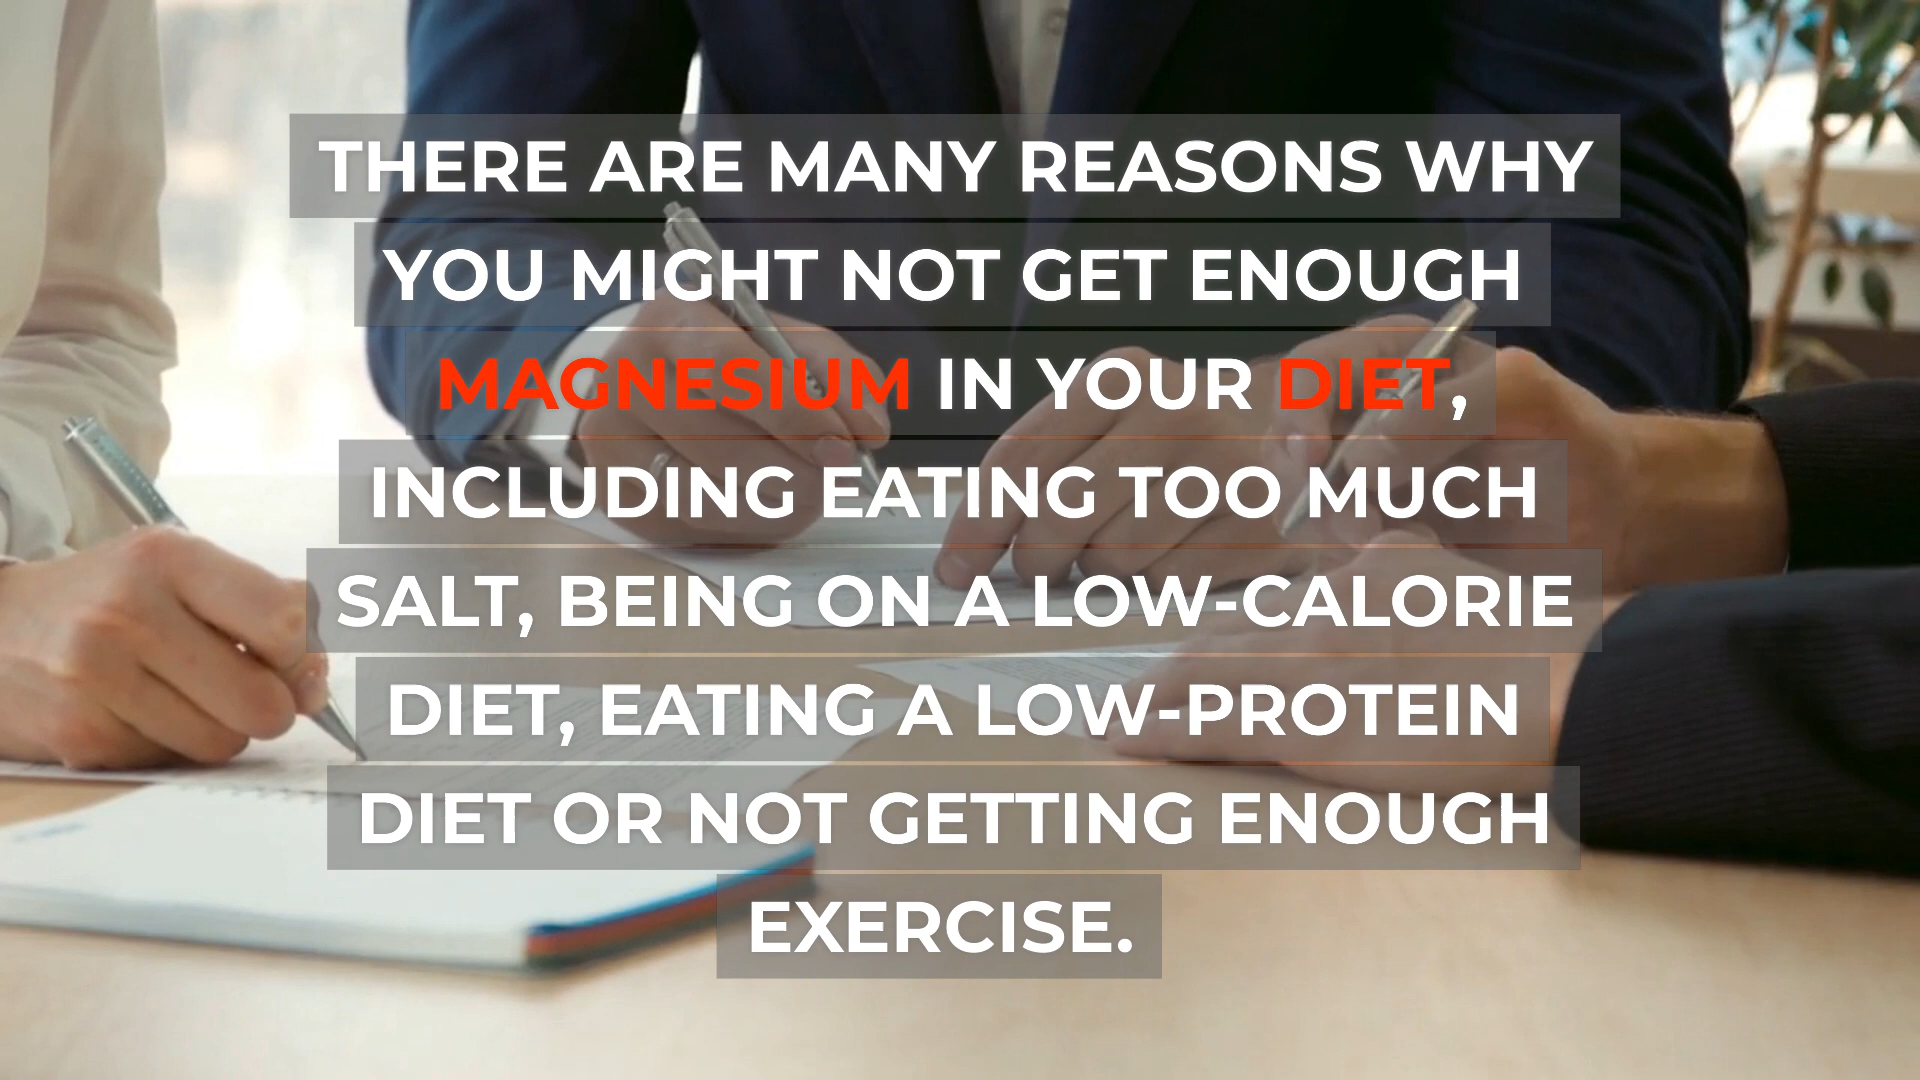 THERE ARE MANY REASONS WHY
YOU MIGHT NOT GET ENOUGH
MAGNESIUM IN YOUR DIET,
INCLUDING EATING TOO MUCH
SALT, BEING ON A LOW-CALORIE
DIET, EATING A LOW-PROTEIN
DIET OR NOT GETTING ENOUGH
EXERCISE.